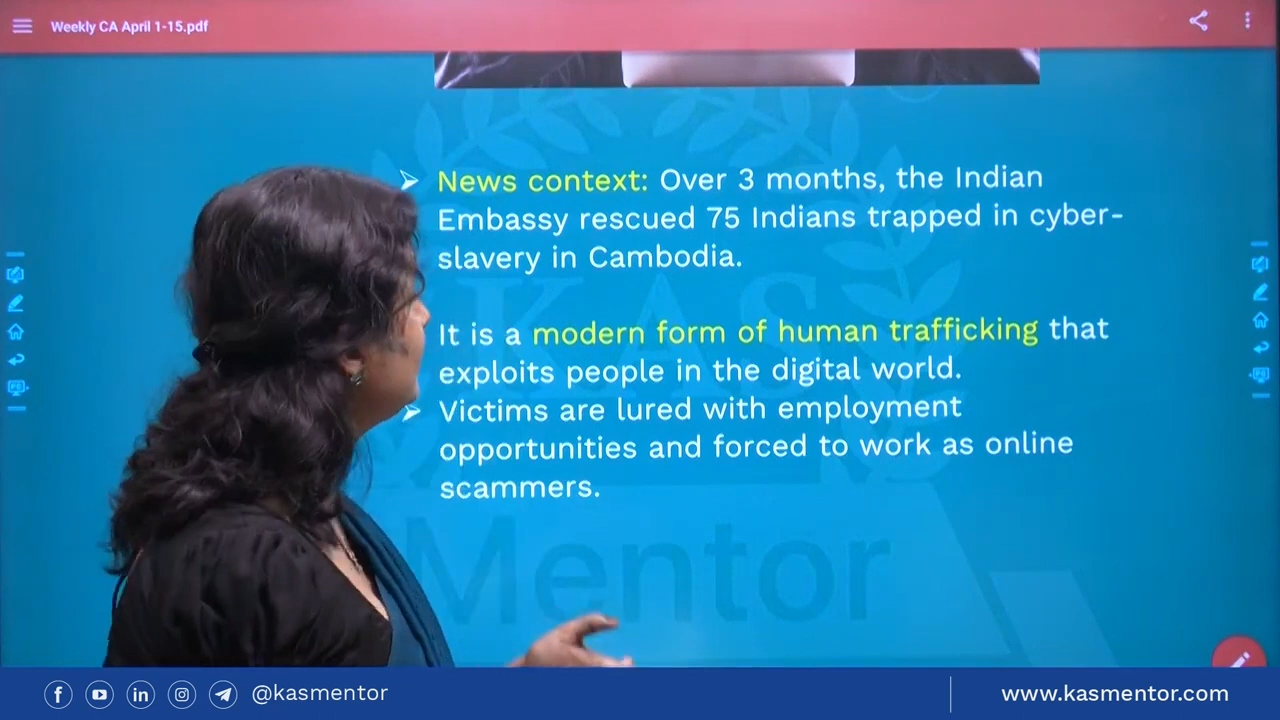 Weekly CA April 1-15.pdf
News context: Over 3 months, the Indian
Embassy rescued 75 Indians trapped in cyber-
slavery in Cambodia.
It is a modern form of human trafficking that
exploits people in the digital world.
Victims are lured with employment
opportunities and forced to work as online
scammers.
KAS
Mentor
@kasmentor
www.kasmentor.com